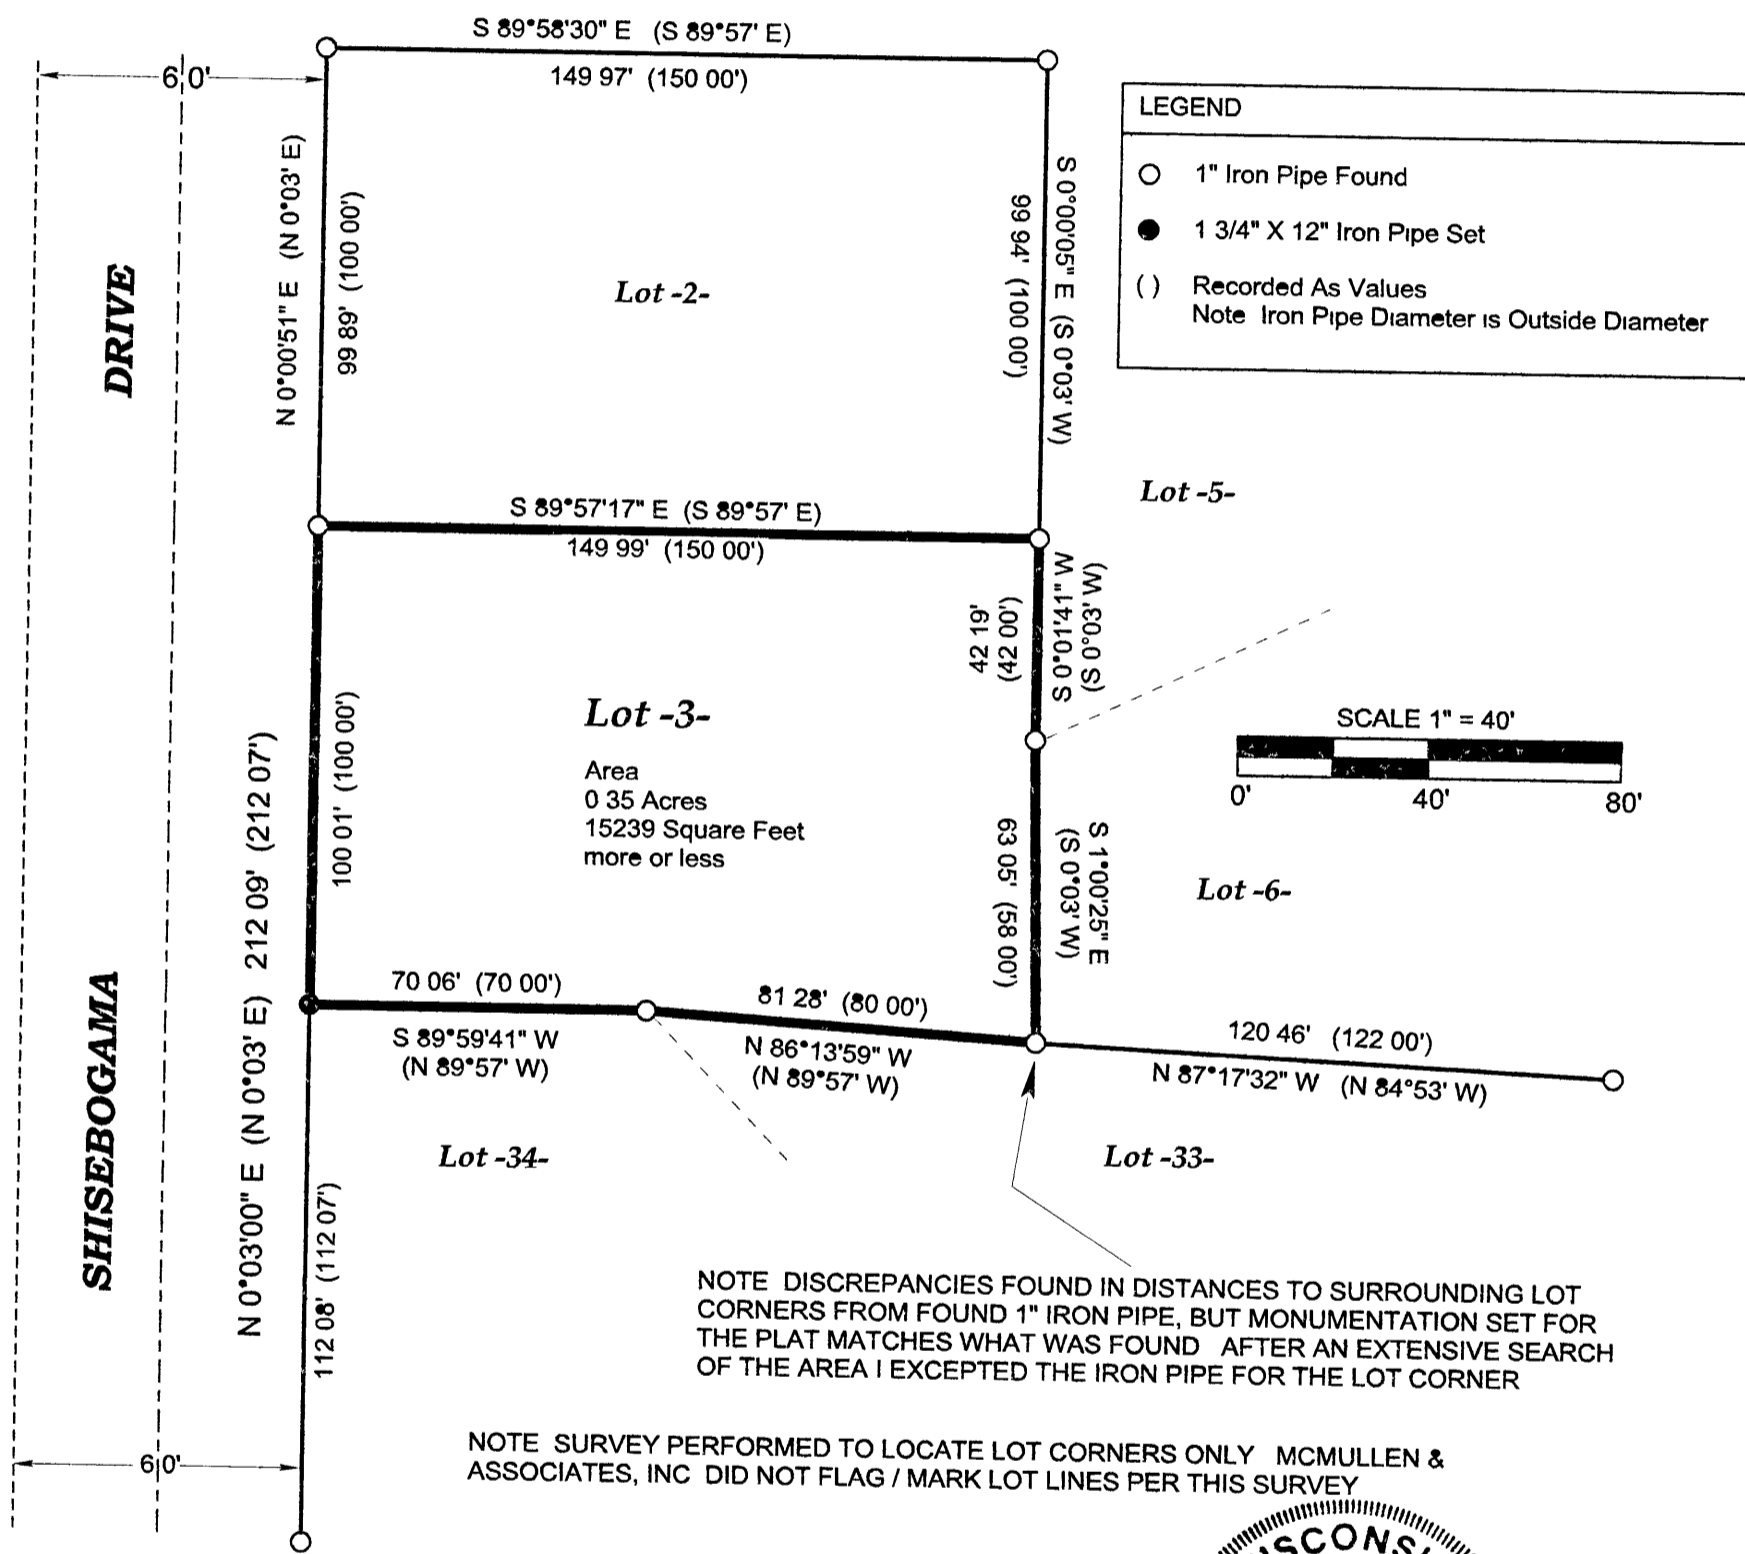 S 89°58'30" E (S 89°57' E)
149 97' (150 00')
60'
N 0°00'51" E (N 0°03' E)
99 89' (100 00')
Lot -2-
99 94' (100 00')
S 0°00'05" E (S 0°03' W)
LEGEND
1" Iron Pipe Found
1 3/4" X 12" Iron Pipe Set
( ) Recorded As Values
Note Iron Pipe Diameter is Outside Diameter
DRIVE
SHISEBOGAMA
S 89°57'17" E (S 89°57' E)
149 99' (150 00')
Lot -5-
42 19'
(42 00')
S 0°01'41" W
(S 0°03' W)
Lot -3-
Area
0 35 Acres
15239 Square Feet
more or less
100 01' (100 00')
N 0°03'00" E (N 0°03' E) 212 09' (212 07')
SCALE 1" = 40'
0' 40' 80'
63 05' (58 00')
S 1°00'25" E
(S 0°03' W)
Lot -6-
70 06' (70 00')
S 89°59'41" W
(N 89°57' W)
81 28' (80 00')
N 86°13'59" W
(N 89°57' W)
120 46' (122 00')
N 87°17'32" W (N 84°53' W)
Lot -34-
Lot -33-
112 08' (112 07')
NOTE DISCREPANCIES FOUND IN DISTANCES TO SURROUNDING LOT
CORNERS FROM FOUND 1" IRON PIPE, BUT MONUMENTATION SET FOR
THE PLAT MATCHES WHAT WAS FOUND AFTER AN EXTENSIVE SEARCH
OF THE AREA I EXCEPTED THE IRON PIPE FOR THE LOT CORNER
60'
NOTE SURVEY PERFORMED TO LOCATE LOT CORNERS ONLY MCMULLEN &
ASSOCIATES, INC DID NOT FLAG / MARK LOT LINES PER THIS SURVEY